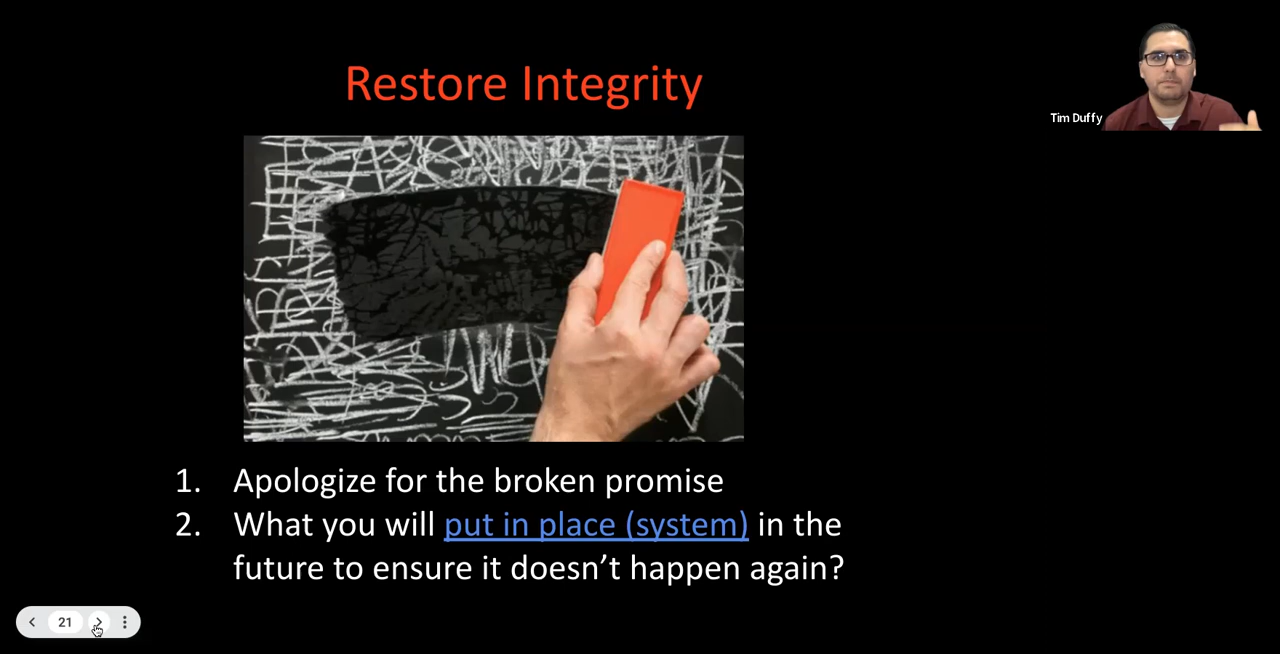 Restore Integrity
Tim Duffy
1. Apologize for the broken promise
2. What you will put in place (system) in the
future to ensure it doesn’t happen again?
21